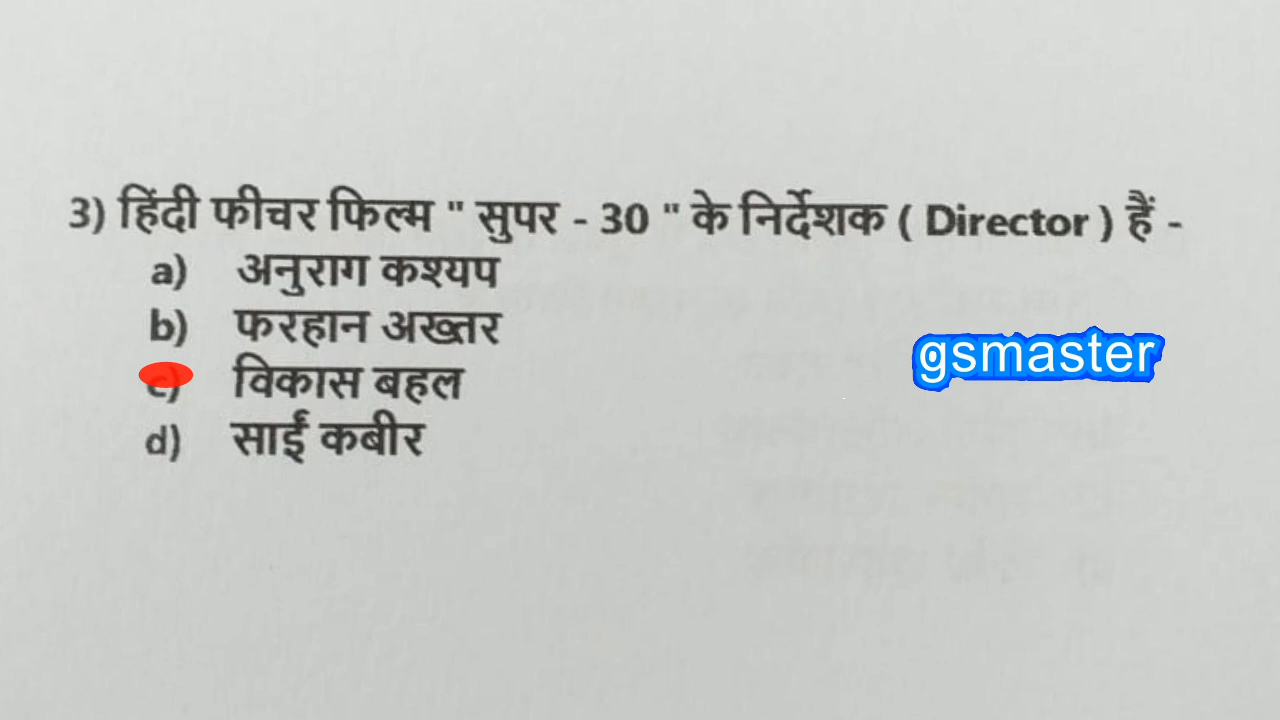 3) हिंदी फीचर फिल्म " सुपर - 30 " के निर्देशक ( Director ) हैं -
a) अनुराग कश्यप
b) फरहान अख्तर
c) विकास बहल
d) साईं कबीर
gsmaster